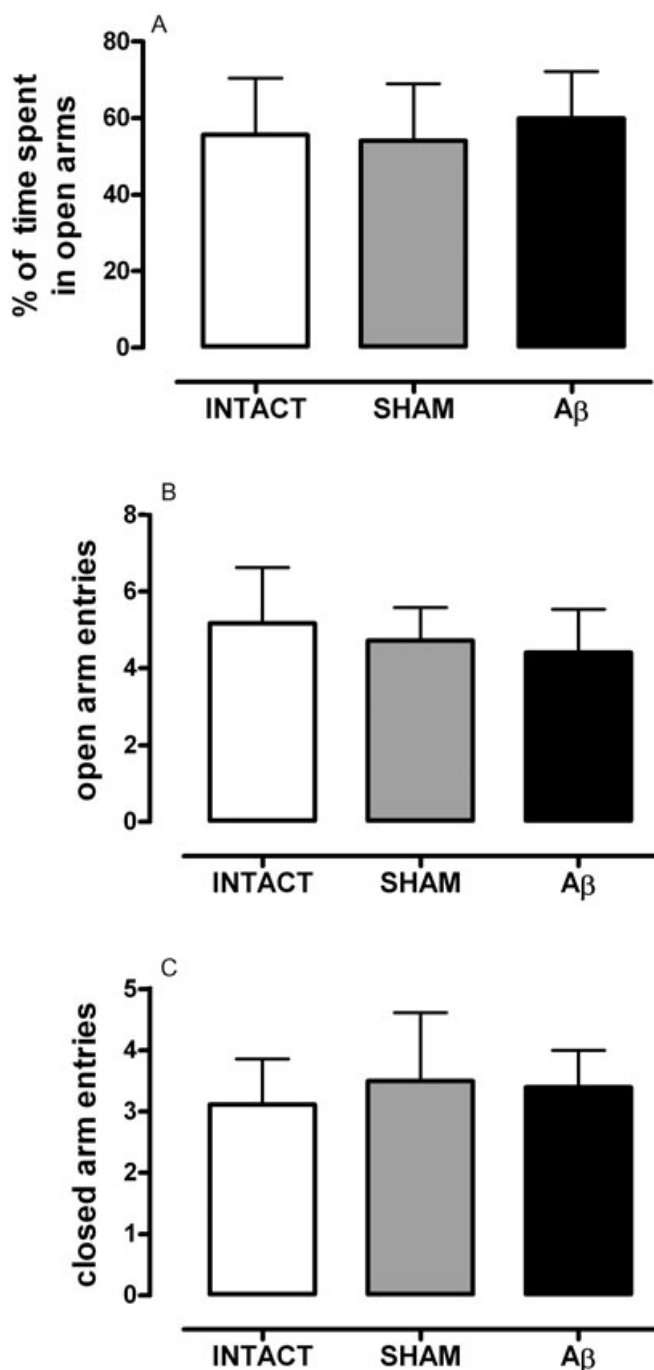 A
% of time spent
in open arms
80
60
40
20
0
INTACT SHAM Aβ
B
open arm entries
8
6
4
2
0
INTACT SHAM Aβ
C
closed arm entries
5
4
3
2
1
0
INTACT SHAM Aβ